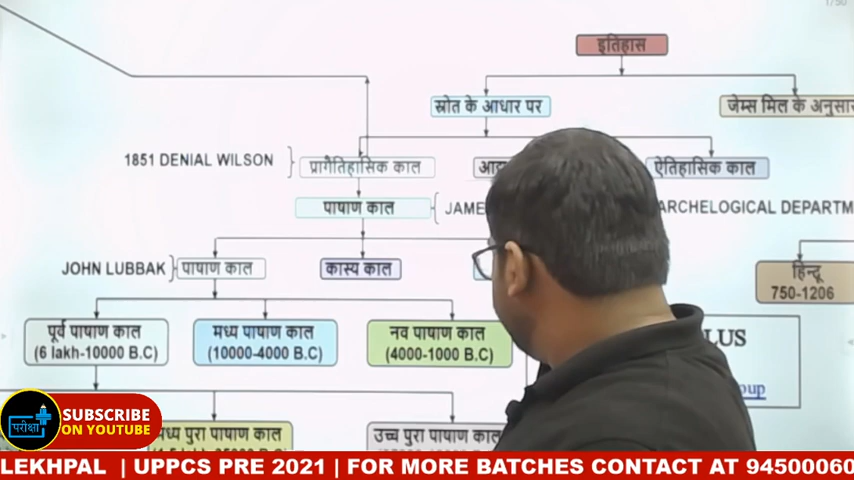 1/50
इतिहास
स्रोत के आधार पर
जेम्स मिल के अनुसार
1851 DENIAL WILSON
प्रागैतिहासिक काल
ऐतिहासिक काल
पाषाण काल
JAME
ARCHELOGICAL DEPARTM
JOHN LUBBAK
पाषाण काल
कास्य काल
हिन्दू
750-1206
पूर्व पाषाण काल
(6 lakh-10000 B.C)
मध्य पाषाण काल
(10000-4000 B.C)
नव पाषाण काल
(4000-1000 B.C)
LUS
oup
परीक्षा
SUBSCRIBE
ON YOUTUBE
मध्य पुरा पाषाण काल
उच्च पुरा पाषाण काल
LEKHPAL | UPPCS PRE 2021 | FOR MORE BATCHES CONTACT AT 94500060